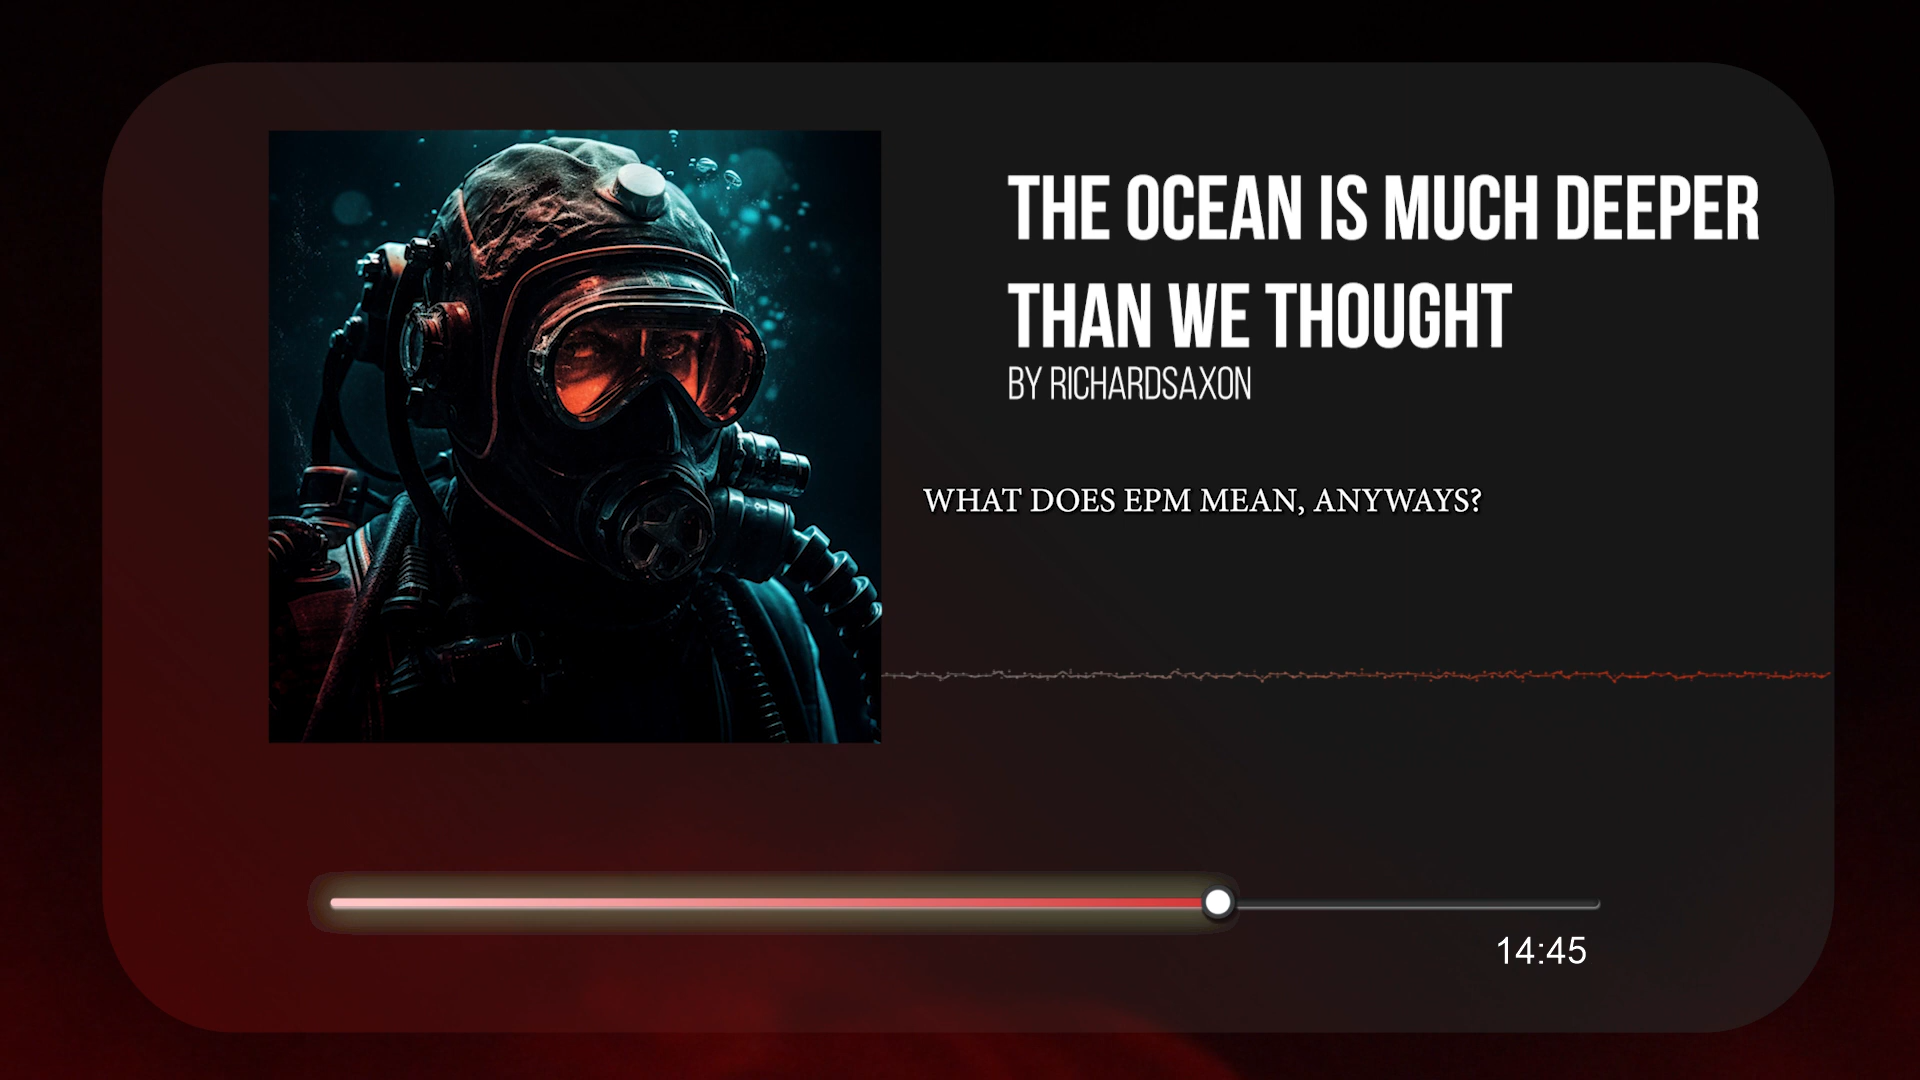 THE OCEAN IS MUCH DEEPER
THAN WE THOUGHT
BY RICHARDSAXON
WHAT DOES EPM MEAN, ANYWAYS?
14:45